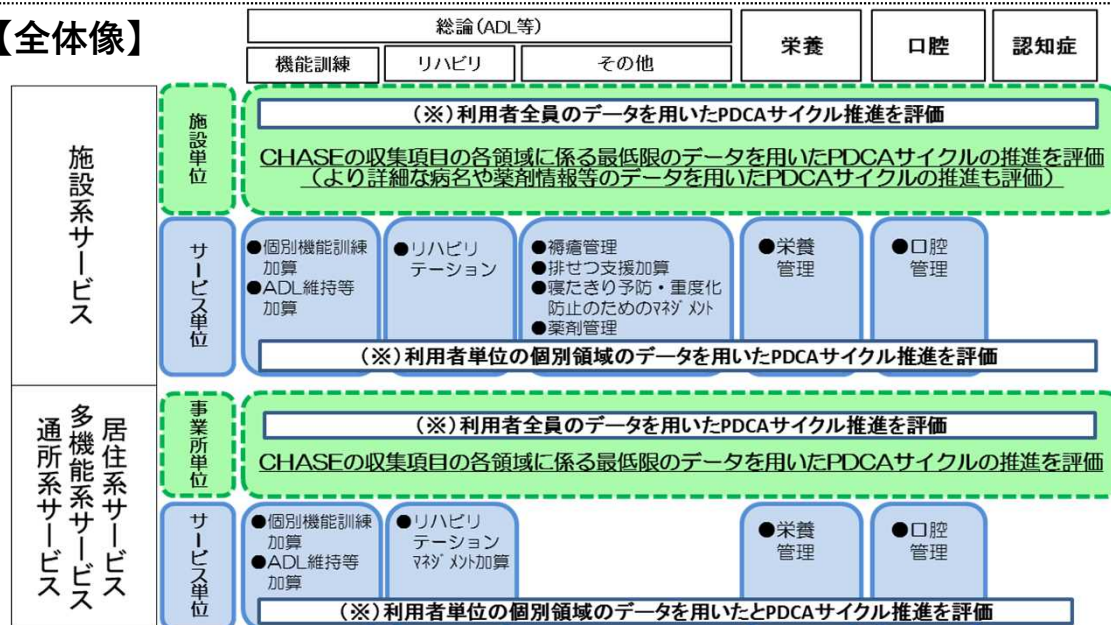 【全体像】
総論(ADL等)
機能訓練
リハビリ
その他
栄養
口腔
認知症
施設系サービス
施設単位
(※)利用者全員のデータを用いたPDCAサイクル推進を評価
CHASEの収集項目の各領域に係る最低限のデータを用いたPDCAサイクルの推進を評価
(より詳細な病名や薬剤情報等のデータを用いたPDCAサイクルの推進も評価)
サービス単位
●個別機能訓練
加算
●ADL維持等
加算
●リハビリ
テーション
●褥瘡管理
●排せつ支援加算
●寝たきり予防・重度化
防止のためのマネジメント
●薬剤管理
●栄養
管理
●口腔
管理
(※)利用者単位の個別領域のデータを用いたPDCAサイクル推進を評価
居住系サービス
多機能系サービス
通所系サービス
事業所単位
(※)利用者全員のデータを用いたPDCAサイクル推進を評価
CHASEの収集項目の各領域に係る最低限のデータを用いたPDCAサイクルの推進を評価
サービス単位
●個別機能訓練
加算
●ADL維持等
加算
●リハビリ
テーション
マネジメント加算
●栄養
管理
●口腔
管理
(※)利用者単位の個別領域のデータを用いたとPDCAサイクル推進を評価